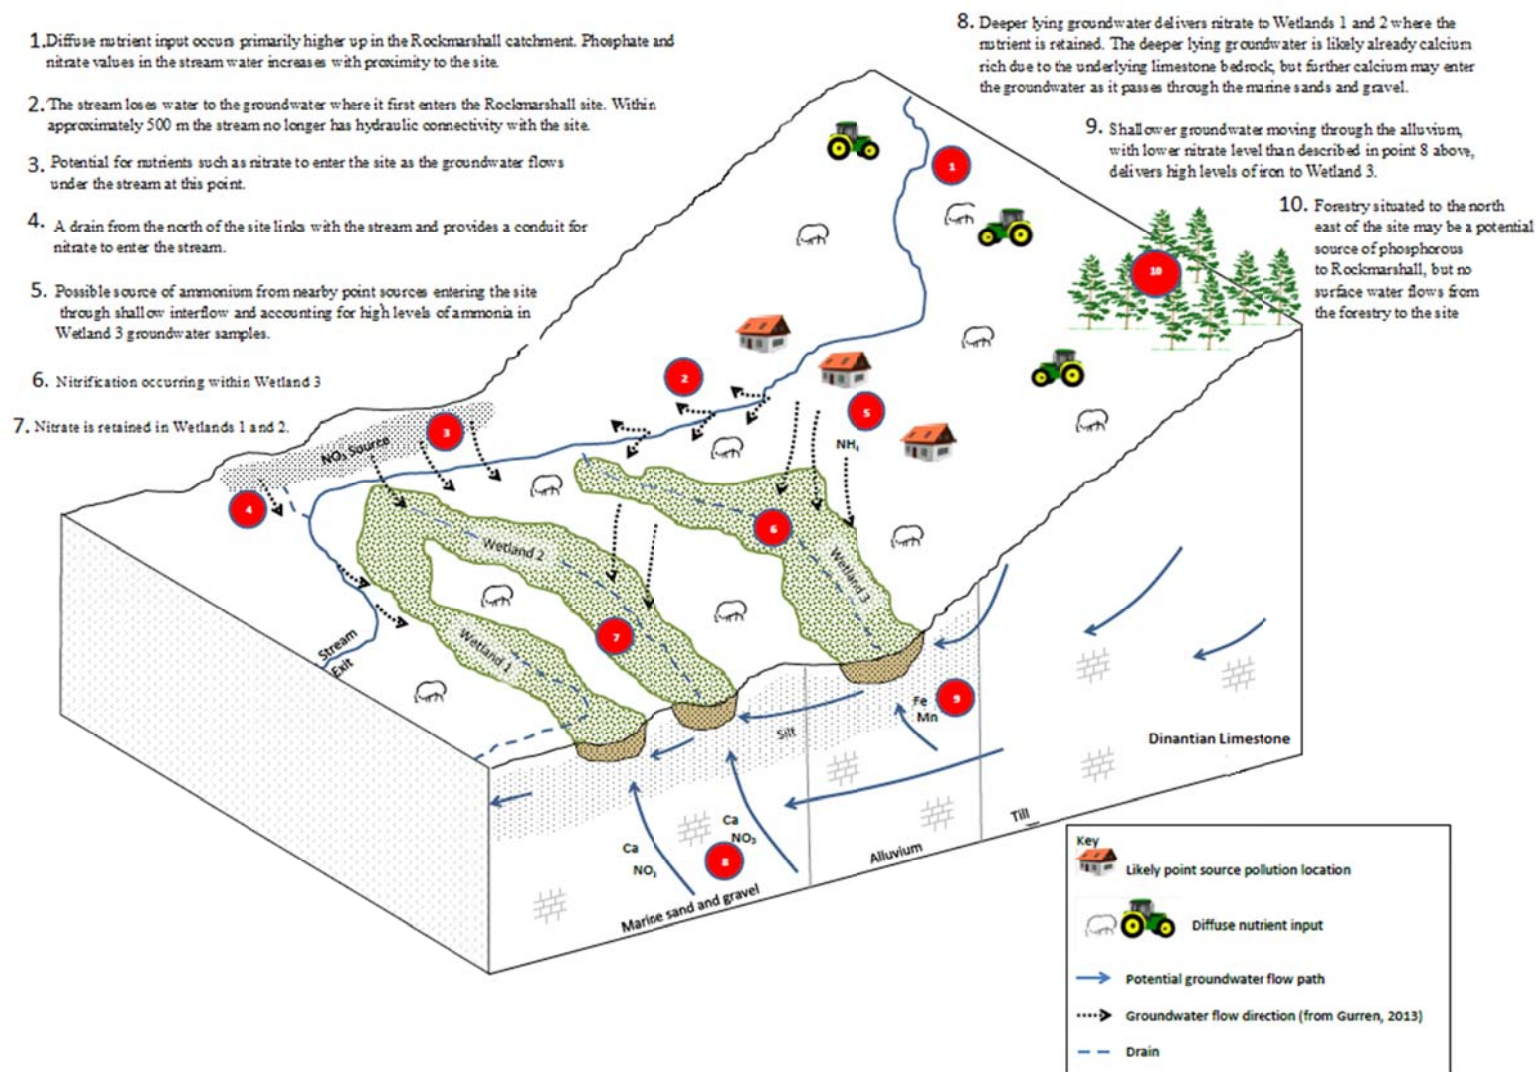 1.Diffuse nutrient input occurs primarily higher up in the Rockmarshall catchment. Phosphate and
nitrate values in the stream water increases with proximity to the site.
2. The stream loses water to the groundwater where it first enters the Rockmarshall site. Within
approximately 500 m the stream no longer has hydraulic connectivity with the site.
3. Potential for nutrients such as nitrate to enter the site as the groundwater flows
under the stream at this point.
4. A drain from the north of the site links with the stream and provides a conduit for
nitrate to enter the stream.
5. Possible source of ammonium from nearby point sources entering the site
through shallow interflow and accounting for high levels of ammonia in
Wetland 3 groundwater samples.
6. Nitrification occurring within Wetland 3
7. Nitrate is retained in Wetlands 1 and 2.
8. Deeper lying groundwater delivers nitrate to Wetlands 1 and 2 where the
nutrient is retained. The deeper lying groundwater is likely already calcium
rich due to the underlying limestone bedrock, but further calcium may enter
the groundwater as it passes through the marine sands and gravel.
9. Shallower groundwater moving through the alluvium,
with lower nitrate level than described in point 8 above,
delivers high levels of iron to Wetland 3.
10. Forestry situated to the north
east of the site may be a potential
source of phosphorous
to Rockmarshall, but no
surface water flows from
the forestry to the site
1
10
2
5
3
NO₃ Source
NH₄
4
6
Wetland 2
Wetland 3
7
Wetland 1
Stream
Exit
Fe
Mn
9
Silt
Dinantian Limestone
Ca
NO₃
Ca
NO₃
8
Till
Alluvium
Marine sand and gravel
Key
Likely point source pollution location
Diffuse nutrient input
Potential groundwater flow path
Groundwater flow direction (from Gurren, 2013)
Drain